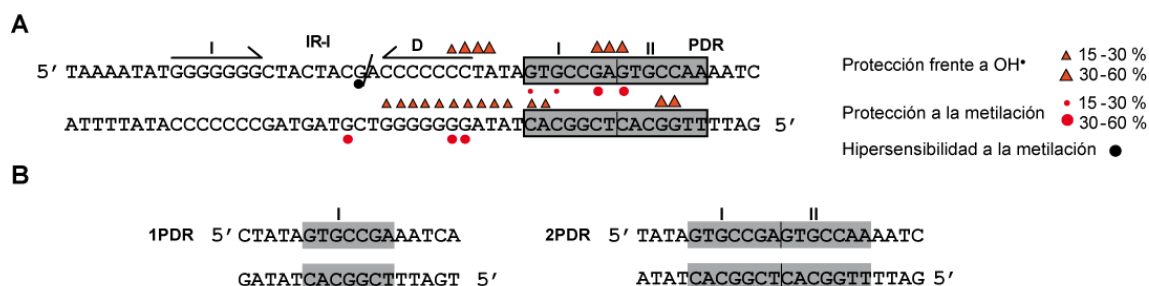 A
I IR-I D I II PDR
5′ TAAAATATGGGGGGGCTACTACGACCCCCCCTATAGTGCCGAGTGCCAAAATC
ATTTTATACCCCCCCGATGATGCTGGGGGGGATATCACGGCTCACGGTTTTAG 5′
Protección frente a OH•
15-30 %
30-60 %
Protección a la metilación
15-30 %
30-60 %
Hipersensibilidad a la metilación
B
I
1PDR 5′ CTATAGTGCCGAAATCA
GATATCACGGCTTTAGT 5′
I II
2PDR 5′ TATAGTGCCGAGTGCCAAAATC
ATATCACGGCTCACGGTTTTAG 5′